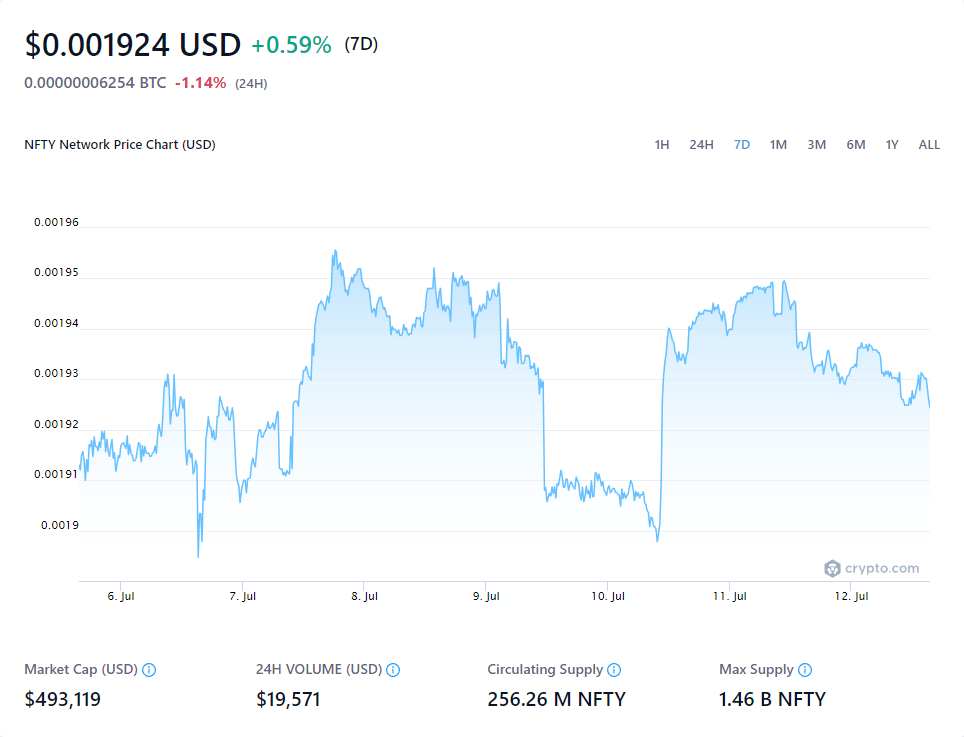 $0.001924 USD +0.59% (7D)
0.00000006254 BTC -1.14% (24H)
NFTY Network Price Chart (USD) 1H 24H 7D 1M 3M 6M 1Y ALL
0.00196
0.00195
0.00194
0.00193
0.00192
0.00191
0.0019
crypto.com
6. Jul 7. Jul 8. Jul 9. Jul 10. Jul 11. Jul 12. Jul
Market Cap (USD) 24H VOLUME (USD) Circulating Supply Max Supply
$493,119 $19,571 256.26 M NFTY 1.46 B NFTY